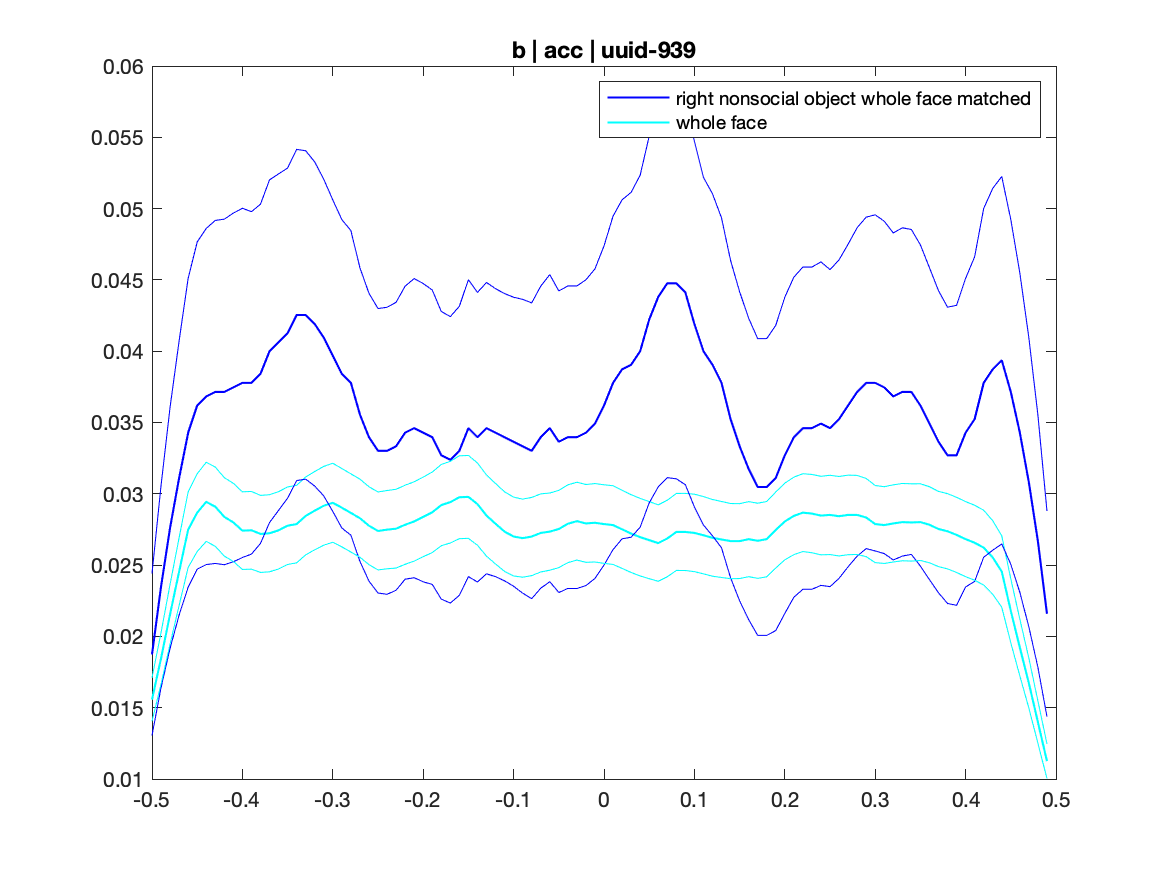 b | acc | uuid-939
right nonsocial object whole face matched
whole face
0.06
0.055
0.05
0.045
0.04
0.035
0.03
0.025
0.02
0.015
0.01
-0.5 -0.4 -0.3 -0.2 -0.1 0 0.1 0.2 0.3 0.4 0.5